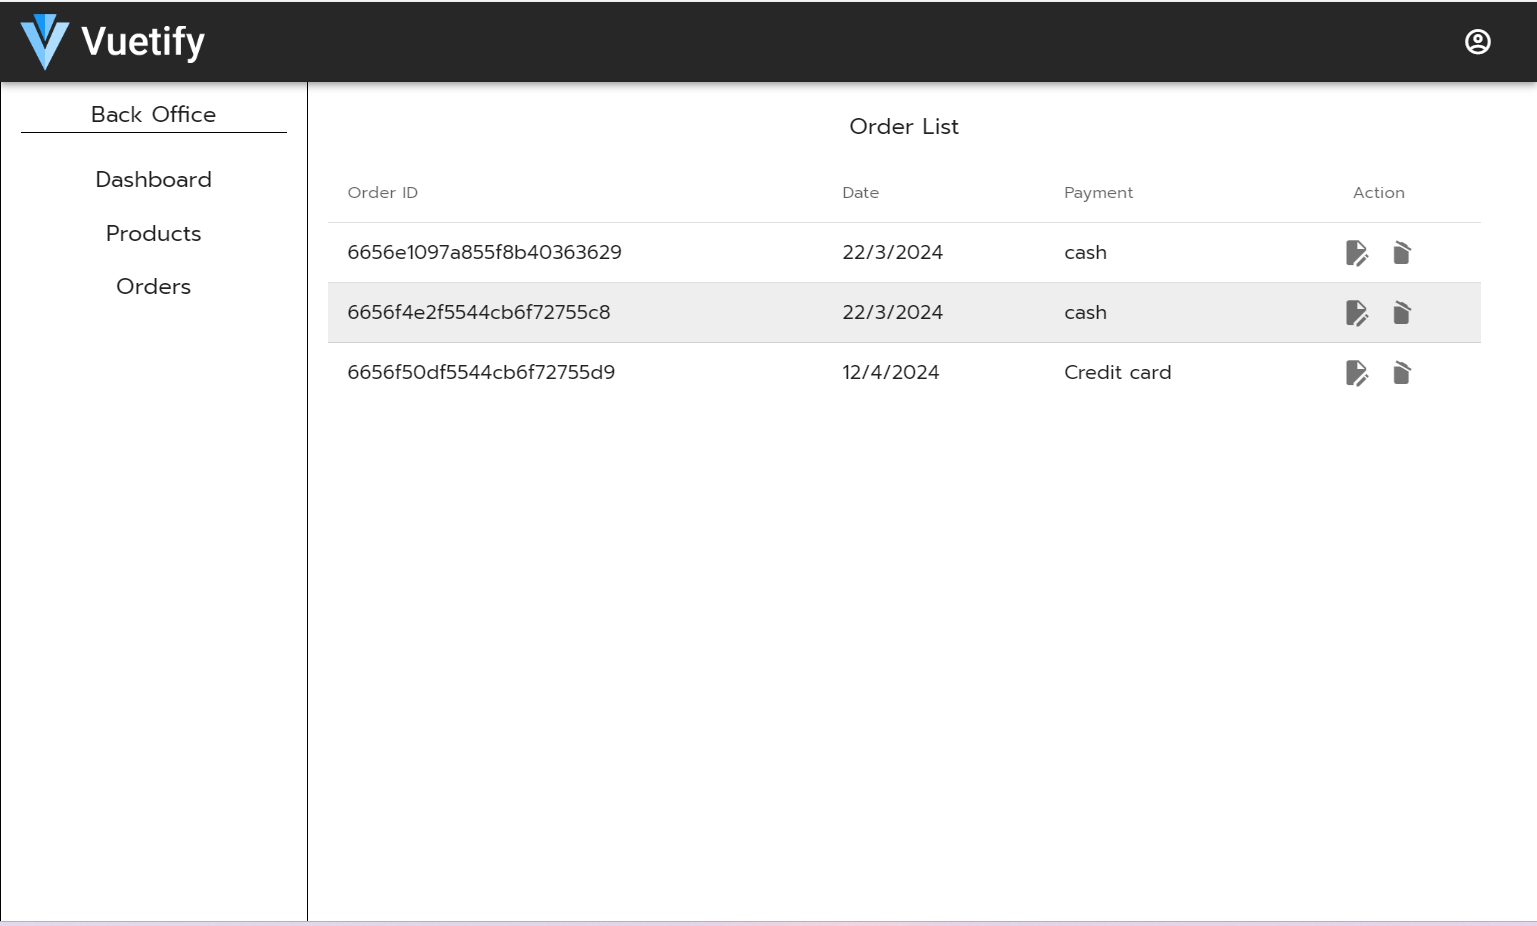 Vuetify
Back Office
Dashboard
Products
Orders
Order List
Order ID Date Payment Action
6656e1097a855f8b40363629 22/3/2024 cash
6656f4e2f5544cb6f72755c8 22/3/2024 cash
6656f50df5544cb6f72755d9 12/4/2024 Credit card